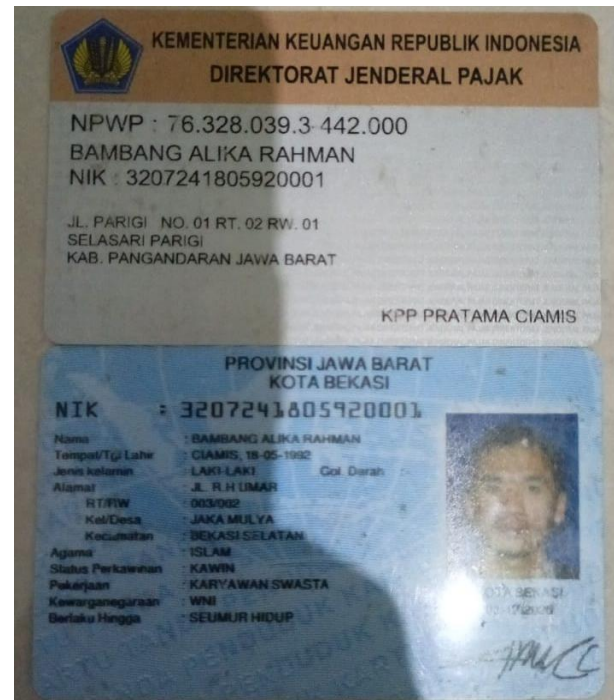 KEMENTERIAN KEUANGAN REPUBLIK INDONESIA
DIREKTORAT JENDERAL PAJAK
NPWP : 76.328.039.3-442.000
BAMBANG ALIKA RAHMAN
NIK : 3207241805920001
JL. PARIGI NO. 01 RT. 02 RW. 01
SELASARI PARIGI
KAB. PANGANDARAN JAWA BARAT
KPP PRATAMA CIAMIS
PROVINSI JAWA BARAT
KOTA BEKASI
NIK : 3207241805920001
Nama : BAMBANG ALIKA RAHMAN
Tempat/Tgl Lahir : CIAMIS, 18-05-1992
Jenis kelamin : LAKI-LAKI Gol. Darah :-
Alamat : JL. R.H UMAR
RT/RW : 003/002
Kel/Desa : JAKA MULYA
Kecamatan : BEKASI SELATAN
Agama : ISLAM
Status Perkawinan : KAWIN
Pekerjaan : KARYAWAN SWASTA
Kewarganegaraan : WNI
Berlaku Hingga : SEUMUR HIDUP
KOTA BEKASI